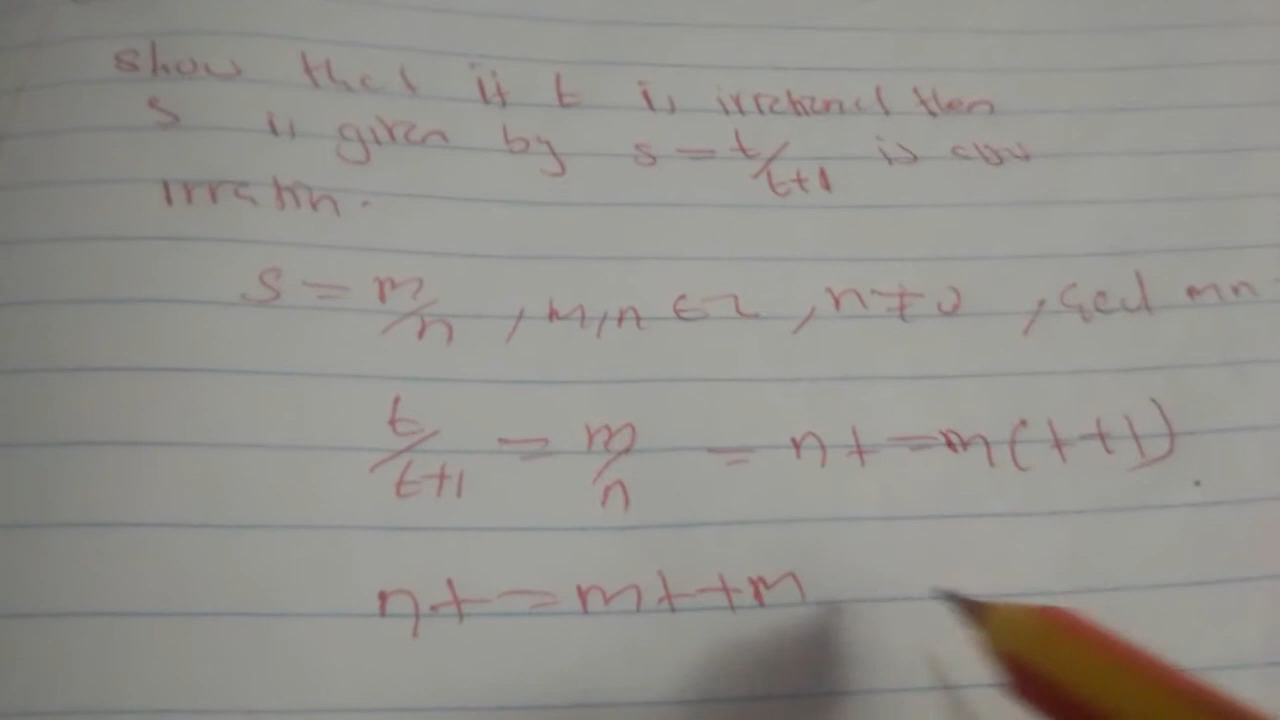 show that if t is irrational then
s is given by s = t/t+1 is also
irratin.
s = m/n , m,n ∈ Z , n ≠ 0 , gcd mn
t/t+1 = m/n = nt = m(t+1)
nt = mt + m